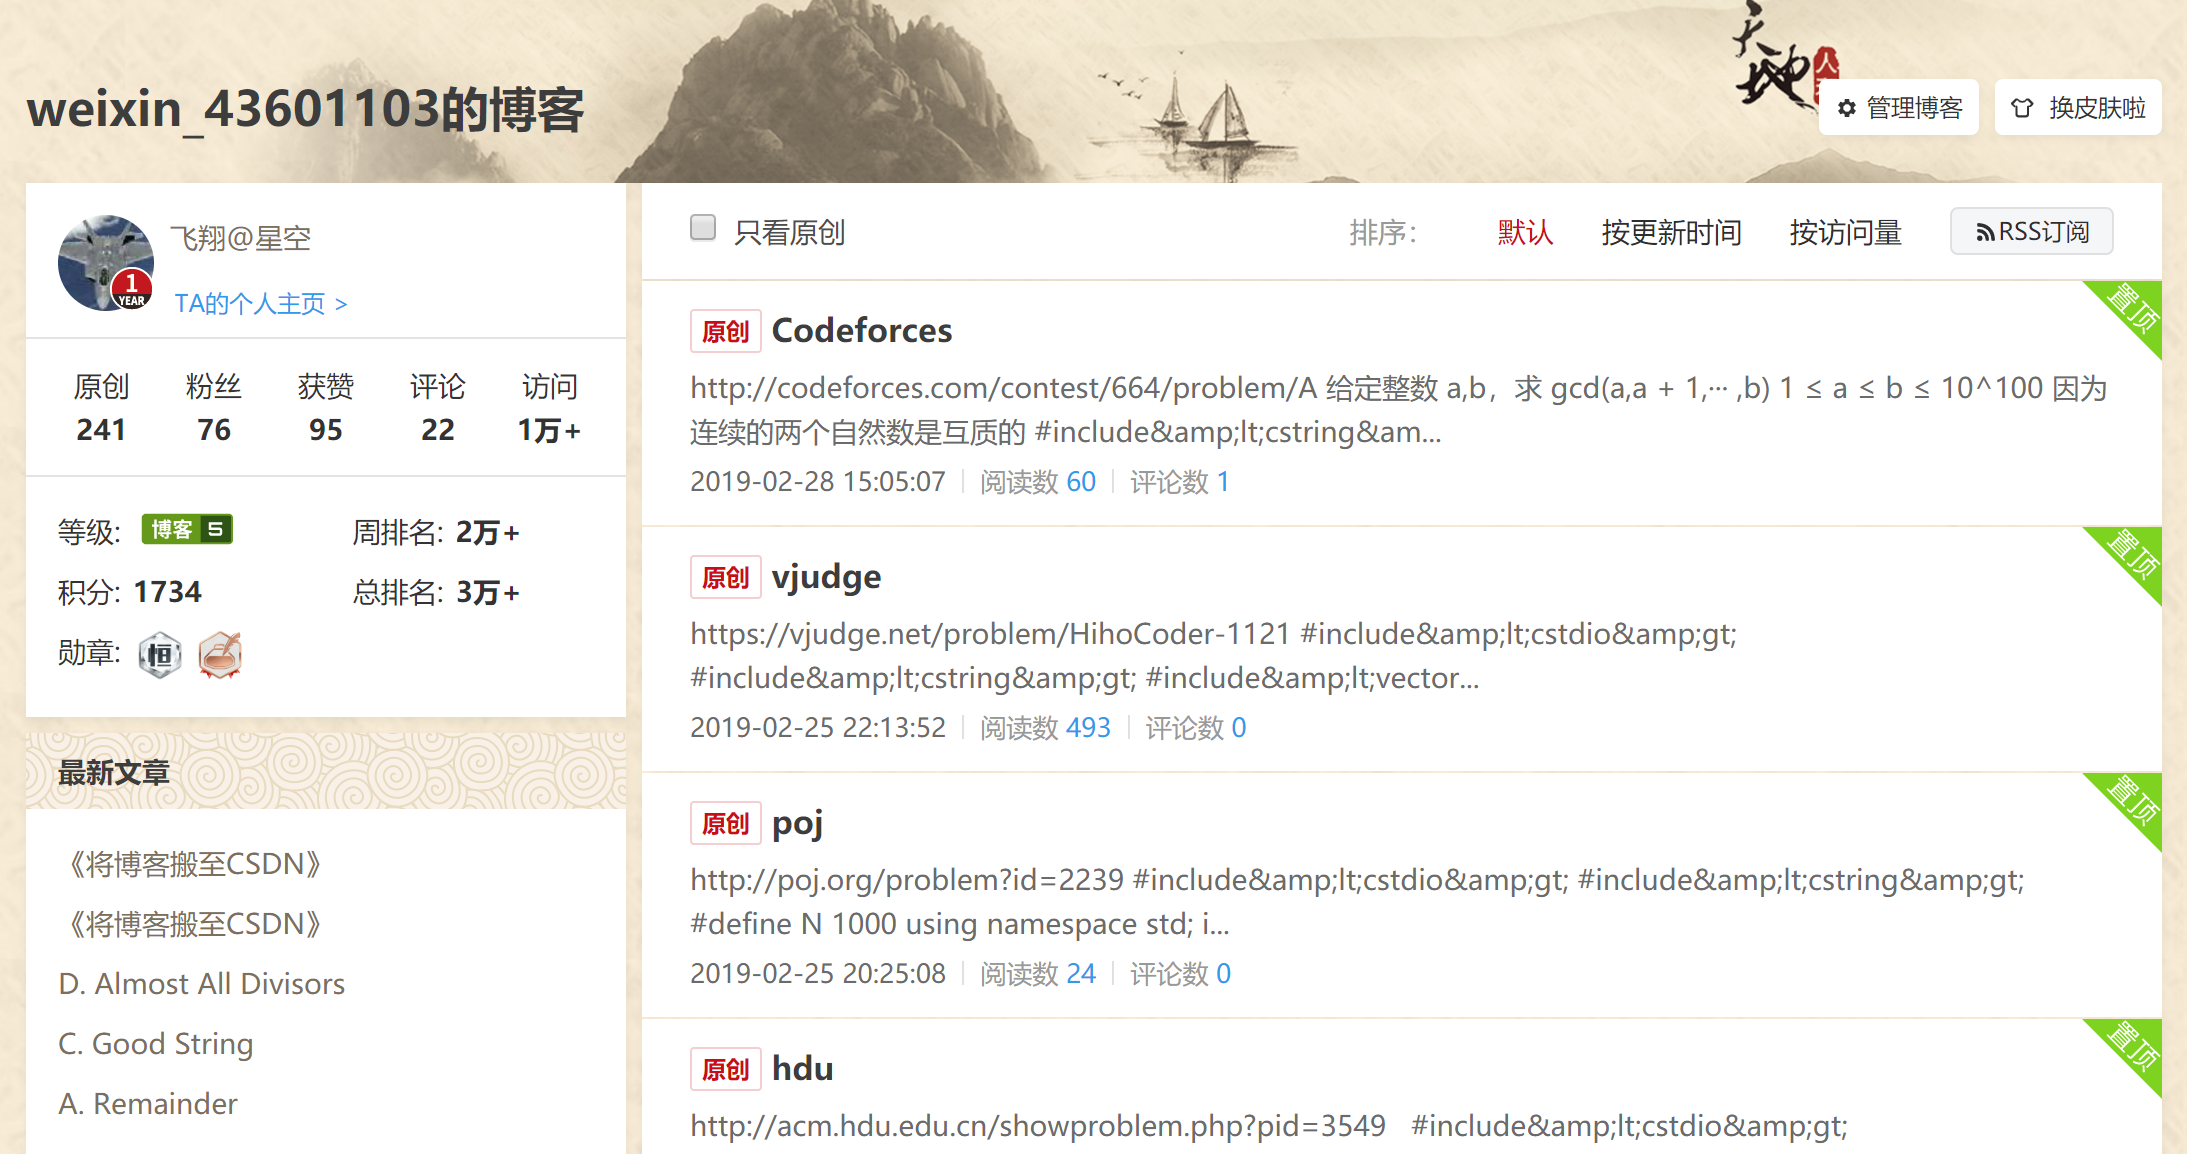 天地人
weixin_43601103的博客
管理博客
换皮肤啦
飞翔@星空
1
YEAR
TA的个人主页 >
原创 粉丝 获赞 评论 访问
241 76 95 22 1万+
等级: 博客 5 周排名: 2万+
积分: 1734 总排名: 3万+
勋章: 恒
最新文章
《将博客搬至CSDN》
《将博客搬至CSDN》
D. Almost All Divisors
C. Good String
A. Remainder
只看原创 排序: 默认 按更新时间 按访问量 RSS订阅
置顶
原创 Codeforces
http://codeforces.com/contest/664/problem/A 给定整数 a,b，求 gcd(a,a + 1,··· ,b) 1 ≤ a ≤ b ≤ 10^100 因为
连续的两个自然数是互质的 #include&amp;lt;cstring&am...
2019-02-28 15:05:07 阅读数 60 评论数 1
置顶
原创 vjudge
https://vjudge.net/problem/HihoCoder-1121 #include&amp;lt;cstdio&amp;gt;
#include&amp;lt;cstring&amp;gt; #include&amp;lt;vector...
2019-02-25 22:13:52 阅读数 493 评论数 0
置顶
原创 poj
http://poj.org/problem?id=2239 #include&amp;lt;cstdio&amp;gt; #include&amp;lt;cstring&amp;gt;
#define N 1000 using namespace std; i...
2019-02-25 20:25:08 阅读数 24 评论数 0
置顶
原创 hdu
http://acm.hdu.edu.cn/showproblem.php?pid=3549 #include&amp;lt;cstdio&amp;gt;